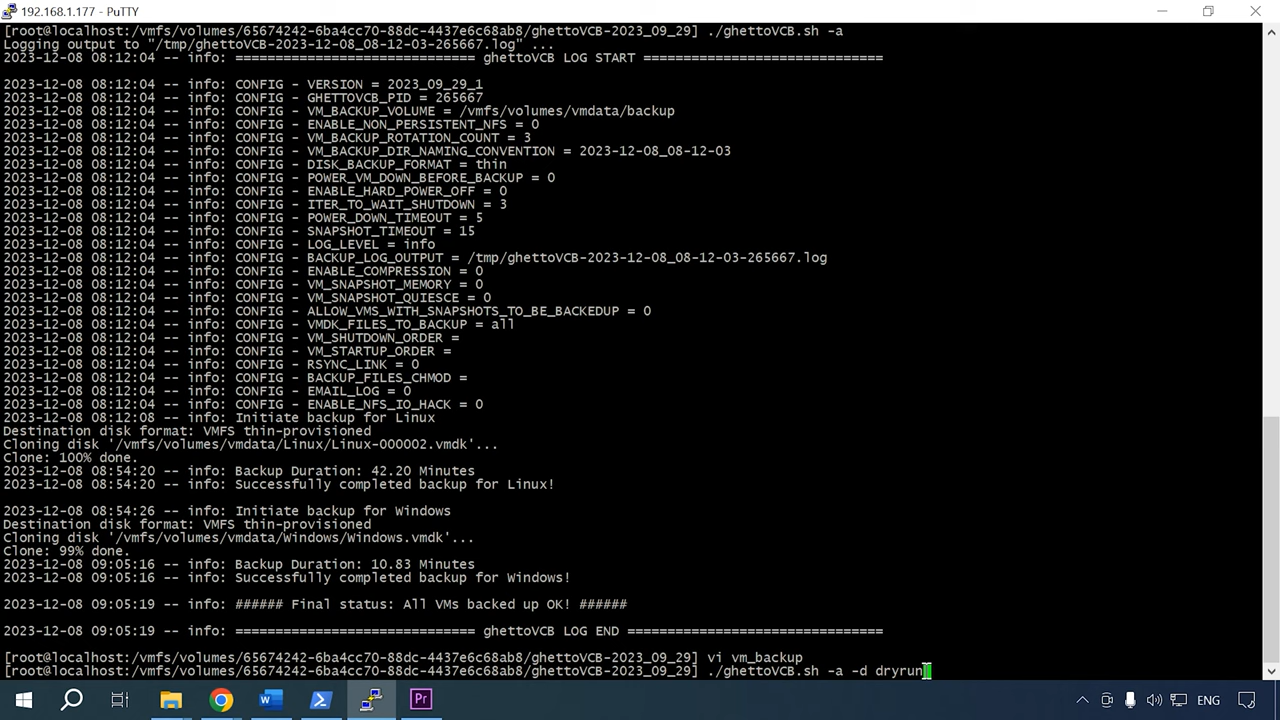 192.168.1.177 - PuTTY
[root@localhost:/vmfs/volumes/65674242-6ba4cc70-88dc-4437e6c68ab8/ghettoVCB-2023_09_29] ./ghettoVCB.sh -a
Logging output to "/tmp/ghettoVCB-2023-12-08_08-12-03-265667.log" ...
2023-12-08 08:12:04 -- info: ============================== ghettoVCB LOG START ==============================
2023-12-08 08:12:04 -- info: CONFIG - VERSION = 2023_09_29_1
2023-12-08 08:12:04 -- info: CONFIG - GHETTOVCB_PID = 265667
2023-12-08 08:12:04 -- info: CONFIG - VM_BACKUP_VOLUME = /vmfs/volumes/vmdata/backup
2023-12-08 08:12:04 -- info: CONFIG - ENABLE_NON_PERSISTENT_NFS = 0
2023-12-08 08:12:04 -- info: CONFIG - VM_BACKUP_ROTATION_COUNT = 3
2023-12-08 08:12:04 -- info: CONFIG - VM_BACKUP_DIR_NAMING_CONVENTION = 2023-12-08_08-12-03
2023-12-08 08:12:04 -- info: CONFIG - DISK_BACKUP_FORMAT = thin
2023-12-08 08:12:04 -- info: CONFIG - POWER_VM_DOWN_BEFORE_BACKUP = 0
2023-12-08 08:12:04 -- info: CONFIG - ENABLE_HARD_POWER_OFF = 0
2023-12-08 08:12:04 -- info: CONFIG - ITER_TO_WAIT_SHUTDOWN = 3
2023-12-08 08:12:04 -- info: CONFIG - POWER_DOWN_TIMEOUT = 5
2023-12-08 08:12:04 -- info: CONFIG - SNAPSHOT_TIMEOUT = 15
2023-12-08 08:12:04 -- info: CONFIG - LOG_LEVEL = info
2023-12-08 08:12:04 -- info: CONFIG - BACKUP_LOG_OUTPUT = /tmp/ghettoVCB-2023-12-08_08-12-03-265667.log
2023-12-08 08:12:04 -- info: CONFIG - ENABLE_COMPRESSION = 0
2023-12-08 08:12:04 -- info: CONFIG - VM_SNAPSHOT_MEMORY = 0
2023-12-08 08:12:04 -- info: CONFIG - VM_SNAPSHOT_QUIESCE = 0
2023-12-08 08:12:04 -- info: CONFIG - ALLOW_VMS_WITH_SNAPSHOTS_TO_BE_BACKEDUP = 0
2023-12-08 08:12:04 -- info: CONFIG - VMDK_FILES_TO_BACKUP = all
2023-12-08 08:12:04 -- info: CONFIG - VM_SHUTDOWN_ORDER =
2023-12-08 08:12:04 -- info: CONFIG - VM_STARTUP_ORDER =
2023-12-08 08:12:04 -- info: CONFIG - RSYNC_LINK = 0
2023-12-08 08:12:04 -- info: CONFIG - BACKUP_FILES_CHMOD =
2023-12-08 08:12:04 -- info: CONFIG - EMAIL_LOG = 0
2023-12-08 08:12:04 -- info: CONFIG - ENABLE_NFS_IO_HACK = 0
2023-12-08 08:12:08 -- info: Initiate backup for Linux
Destination disk format: VMFS thin-provisioned
Cloning disk '/vmfs/volumes/vmdata/Linux/Linux-000002.vmdk'...
Clone: 100% done.
2023-12-08 08:54:20 -- info: Backup Duration: 42.20 Minutes
2023-12-08 08:54:20 -- info: Successfully completed backup for Linux!
2023-12-08 08:54:26 -- info: Initiate backup for Windows
Destination disk format: VMFS thin-provisioned
Cloning disk '/vmfs/volumes/vmdata/Windows/Windows.vmdk'...
Clone: 99% done.
2023-12-08 09:05:16 -- info: Backup Duration: 10.83 Minutes
2023-12-08 09:05:16 -- info: Successfully completed backup for Windows!
2023-12-08 09:05:19 -- info: ###### Final status: All VMs backed up OK! ######
2023-12-08 09:05:19 -- info: ============================== ghettoVCB LOG END ================================
[root@localhost:/vmfs/volumes/65674242-6ba4cc70-88dc-4437e6c68ab8/ghettoVCB-2023_09_29] vi vm_backup
[root@localhost:/vmfs/volumes/65674242-6ba4cc70-88dc-4437e6c68ab8/ghettoVCB-2023_09_29] ./ghettoVCB.sh -a -d dryrun
W
Pr
ENG